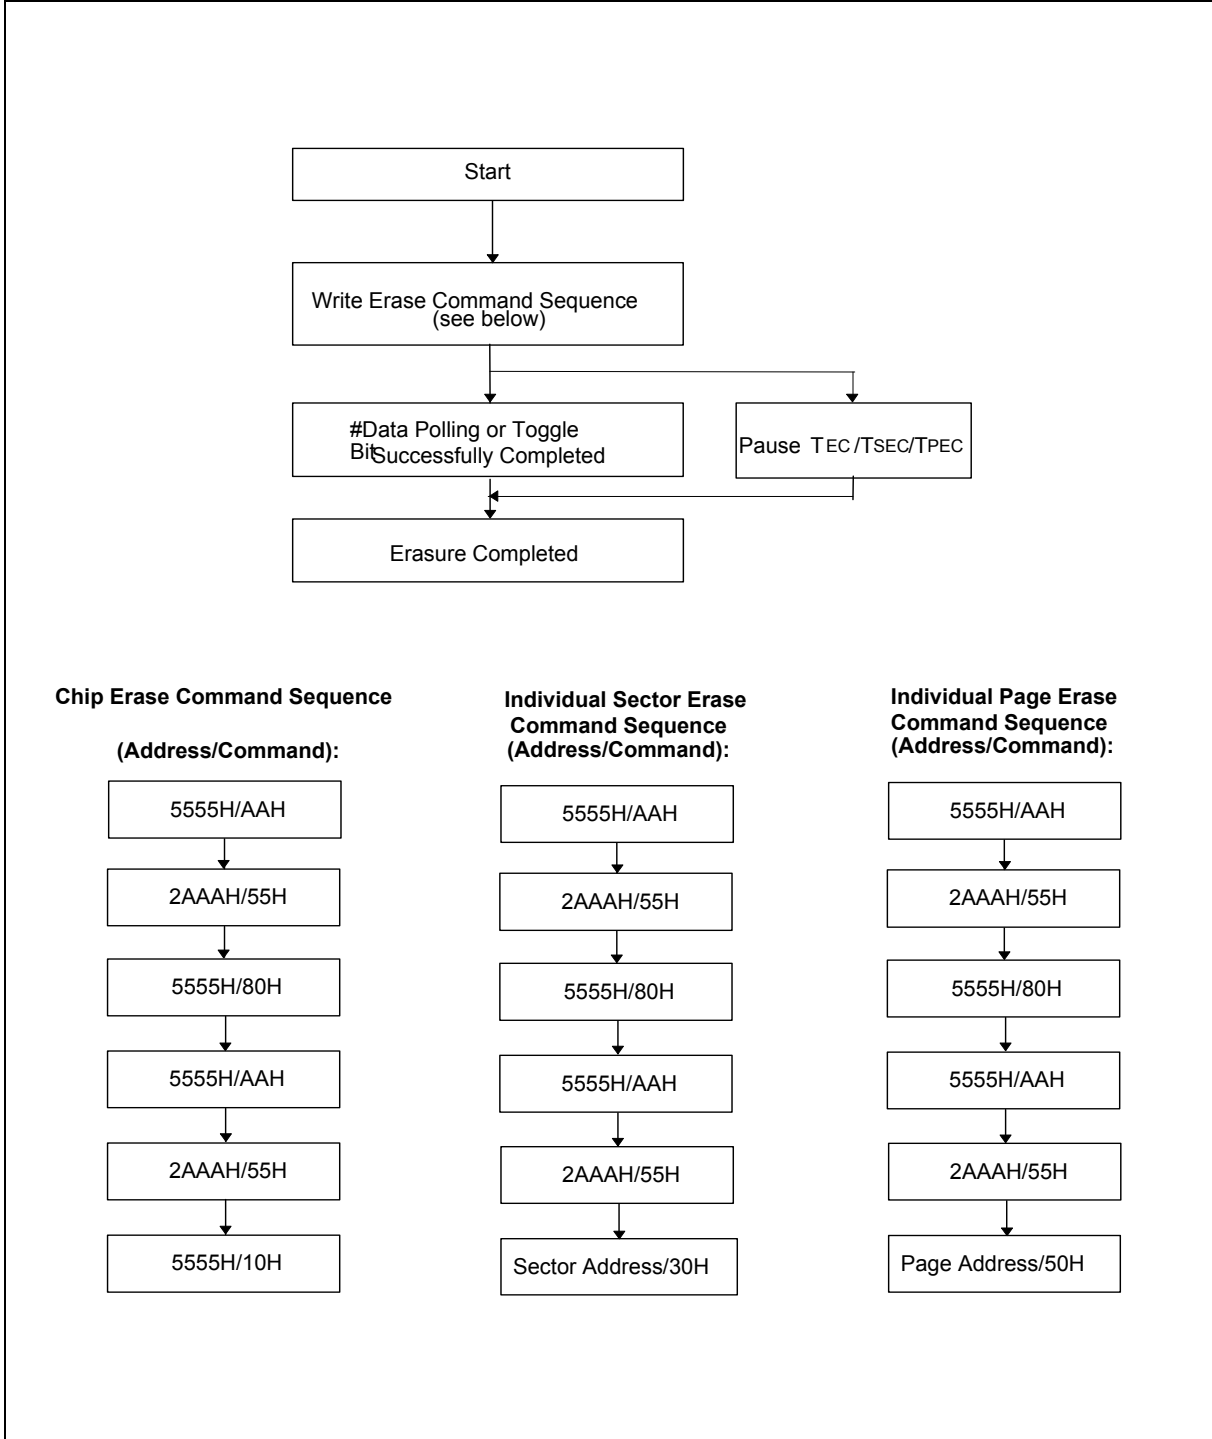 Start
Write Erase Command Sequence
(see below)
#Data Polling or Toggle
Bit
Successfully Completed
Pause TEC/TSEC/TPEC
Erasure Completed
Chip Erase Command Sequence
(Address/Command):
5555H/AAH
2AAAH/55H
5555H/80H
5555H/AAH
2AAAH/55H
5555H/10H
Individual Sector Erase
Command Sequence
(Address/Command):
5555H/AAH
2AAAH/55H
5555H/80H
5555H/AAH
2AAAH/55H
Sector Address/30H
Individual Page Erase
Command Sequence
(Address/Command):
5555H/AAH
2AAAH/55H
5555H/80H
5555H/AAH
2AAAH/55H
Page Address/50H